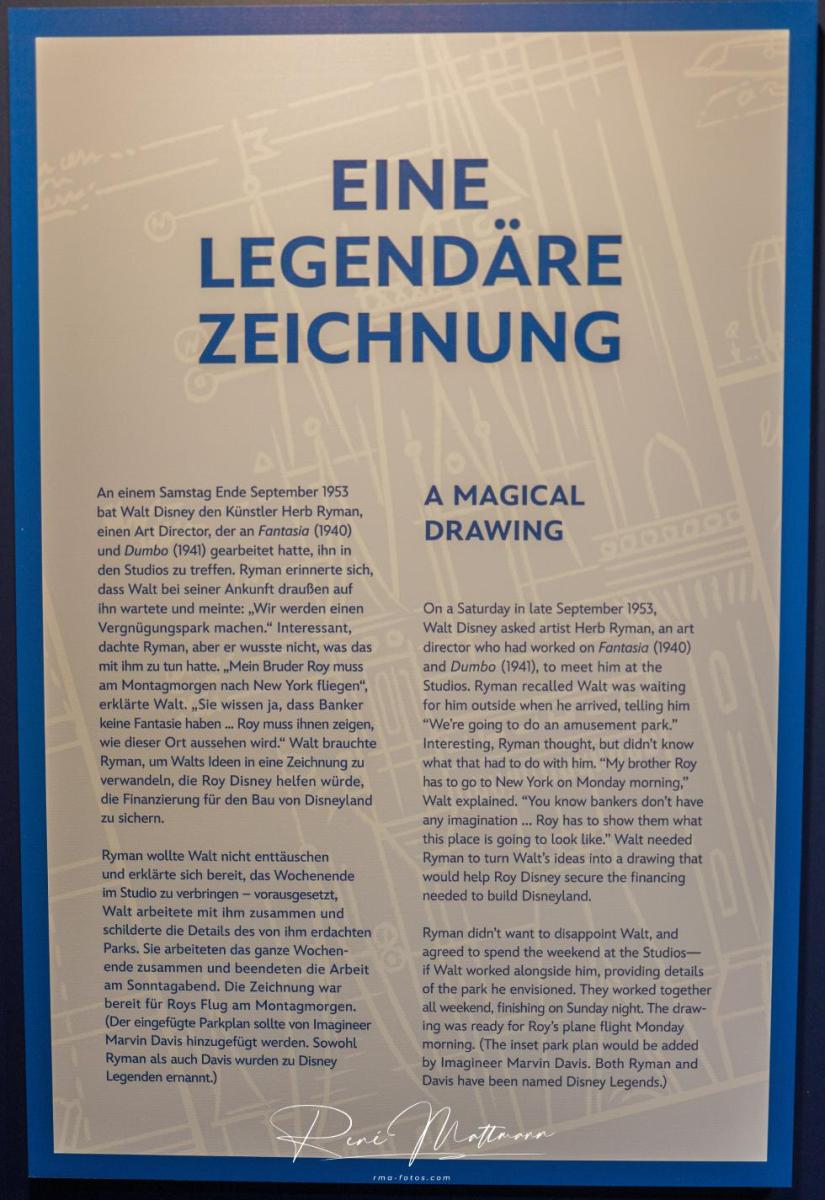 EINE
LEGENDÄRE
ZEICHNUNG
An einem Samstag Ende September 1953
bat Walt Disney den Künstler Herb Ryman,
einen Art Director, der an Fantasia (1940)
und Dumbo (1941) gearbeitet hatte, ihn in
den Studios zu treffen. Ryman erinnerte sich,
dass Walt bei seiner Ankunft draußen auf
ihn wartete und meinte: „Wir werden einen
Vergnügungspark machen.“ Interessant,
dachte Ryman, aber er wusste nicht, was das
mit ihm zu tun hatte. „Mein Bruder Roy muss
am Montagmorgen nach New York fliegen“,
erklärte Walt. „Sie wissen ja, dass Banker
keine Fantasie haben ... Roy muss ihnen zeigen,
wie dieser Ort aussehen wird.“ Walt brauchte
Ryman, um Walts Ideen in eine Zeichnung zu
verwandeln, die Roy Disney helfen würde,
die Finanzierung für den Bau von Disneyland
zu sichern.
Ryman wollte Walt nicht enttäuschen
und erklärte sich bereit, das Wochenende
im Studio zu verbringen – vorausgesetzt,
Walt arbeitete mit ihm zusammen und
schilderte die Details des von ihm erdachten
Parks. Sie arbeiteten das ganze Wochen-
ende zusammen und beendeten die Arbeit
am Sonntagabend. Die Zeichnung war
bereit für Roys Flug am Montagmorgen.
(Der eingefügte Parkplan sollte von Imagineer
Marvin Davis hinzugefügt werden. Sowohl
Ryman als auch Davis wurden zu Disney
Legenden ernannt.)
A MAGICAL
DRAWING
On a Saturday in late September 1953,
Walt Disney asked artist Herb Ryman, an art
director who had worked on Fantasia (1940)
and Dumbo (1941), to meet him at the
Studios. Ryman recalled Walt was waiting
for him outside when he arrived, telling him
“We’re going to do an amusement park.”
Interesting, Ryman thought, but didn’t know
what that had to do with him. “My brother Roy
has to go to New York on Monday morning,”
Walt explained. “You know bankers don’t have
any imagination ... Roy has to show them what
this place is going to look like.” Walt needed
Ryman to turn Walt’s ideas into a drawing that
would help Roy Disney secure the financing
needed to build Disneyland.
Ryman didn’t want to disappoint Walt, and
agreed to spend the weekend at the Studios—
if Walt worked alongside him, providing details
of the park he envisioned. They worked together
all weekend, finishing on Sunday night. The draw-
ing was ready for Roy’s plane flight Monday
morning. (The inset park plan would be added
by Imagineer Marvin Davis. Both Ryman and
Davis have been named Disney Legends.)
René Mattmann
rma-fotos.com